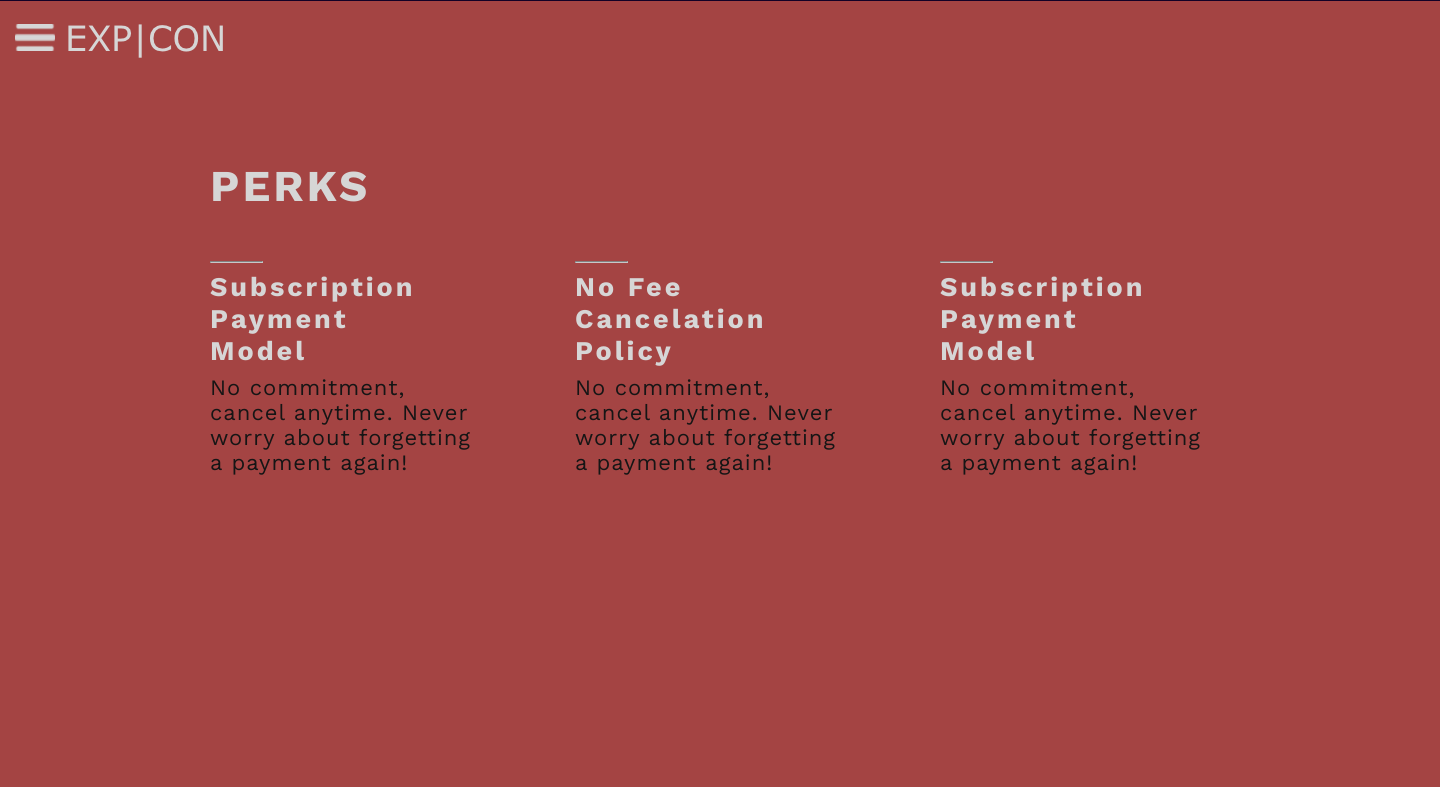 EXP|CON
PERKS
Subscription
Payment
Model
No commitment,
cancel anytime. Never
worry about forgetting
a payment again!
No Fee
Cancelation
Policy
No commitment,
cancel anytime. Never
worry about forgetting
a payment again!
Subscription
Payment
Model
No commitment,
cancel anytime. Never
worry about forgetting
a payment again!